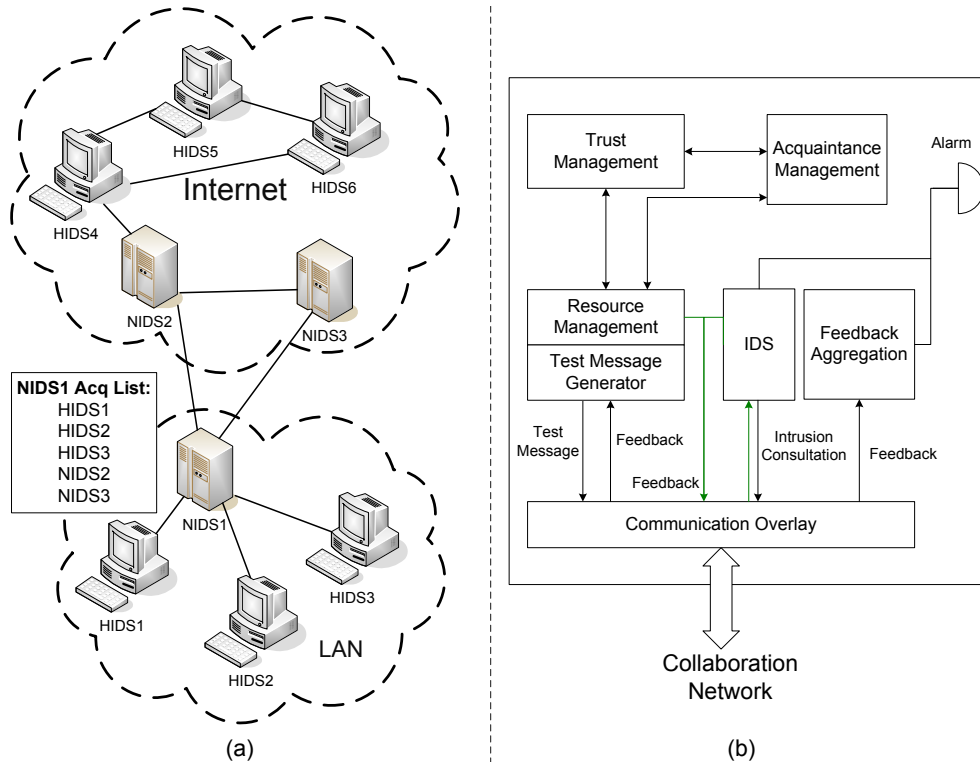 HIDS5
HIDS6
Internet
HIDS4
NIDS2
NIDS3
NIDS1 Acq List:
HIDS1
HIDS2
HIDS3
NIDS2
NIDS3
NIDS1
HIDS1
HIDS3
HIDS2
LAN
(a)
Trust
Management
Acquaintance
Management
Alarm
Resource
Management
Test Message
Generator
IDS
Feedback
Aggregation
Test
Message
Feedback
Feedback
Intrusion
Consultation
Feedback
Communication Overlay
Collaboration
Network
(b)